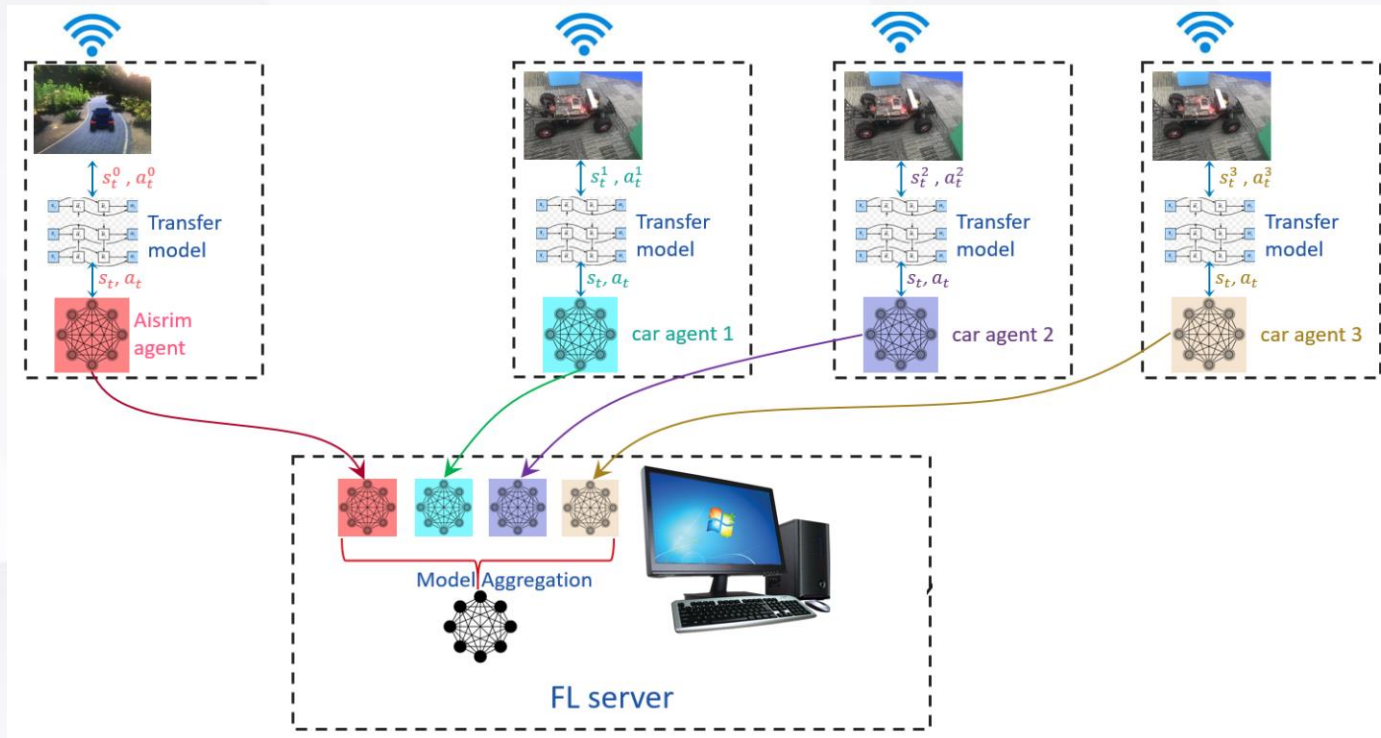 s_t^0 , a_t^0
Transfer
model
s_t, a_t
Aisrim
agent
s_t^1 , a_t^1
Transfer
model
s_t, a_t
car agent 1
s_t^2 , a_t^2
Transfer
model
s_t, a_t
car agent 2
s_t^3 , a_t^3
Transfer
model
s_t, a_t
car agent 3
Model Aggregation
FL server